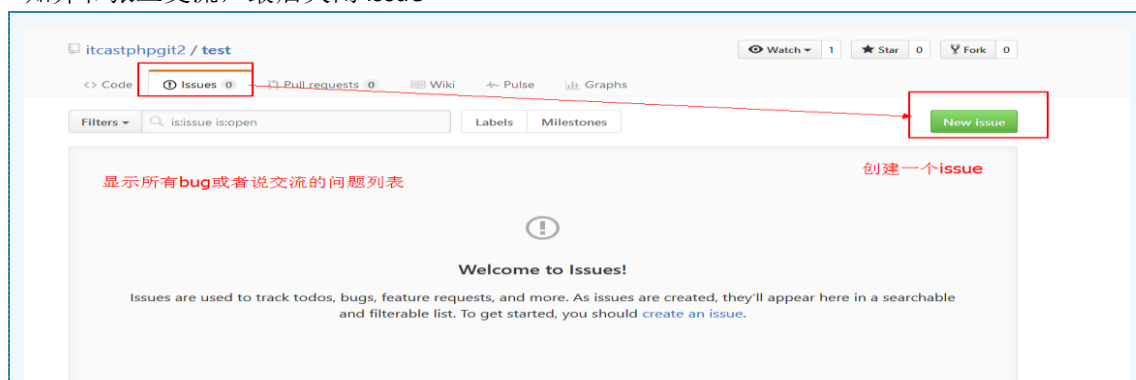 itcastphpgit2 / test Watch 1 Star 0 Fork 0
Code Issues 0 Pull requests 0 Wiki Pulse Graphs
Filters is:issue is:open Labels Milestones New issue
显示所有bug或者说交流的问题列表
创建一个issue
Welcome to Issues!
Issues are used to track todos, bugs, feature requests, and more. As issues are created, they'll appear here in a searchable
and filterable list. To get started, you should create an issue.